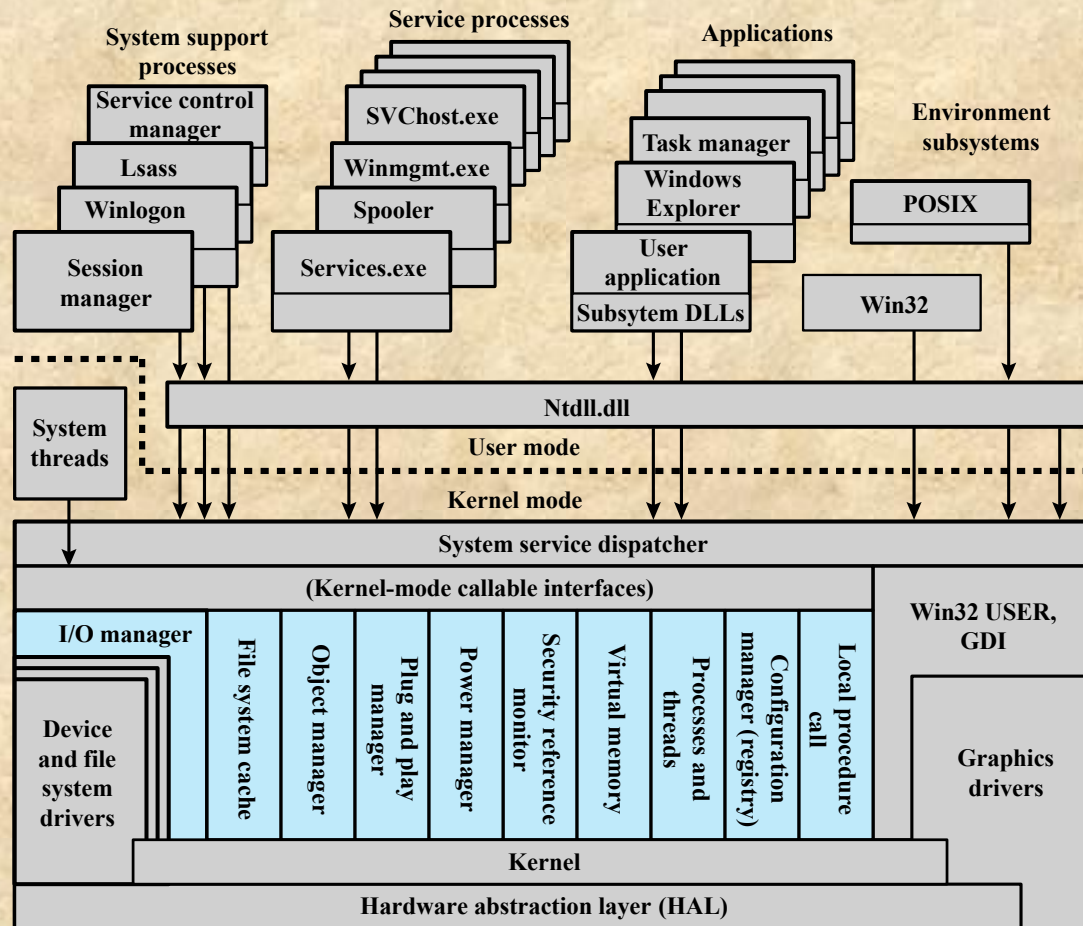 System support
processes
Service control
manager
Lsass
Winlogon
Session
manager
Service processes
SVChost.exe
Winmgmt.exe
Spooler
Services.exe
Applications
Task manager
Windows
Explorer
User
application
Subsytem DLLs
Environment
subsystems
POSIX
Win32
System
threads
Ntdll.dll
User mode
Kernel mode
System service dispatcher
(Kernel-mode callable interfaces)
Win32 USER,
GDI
I/O manager
Device
and file
system
drivers
File system cache
Object manager
Plug and play
manager
Power manager
Security reference
monitor
Virtual memory
Processes and
threads
Configuration
manager (registry)
Local procedure
call
Graphics
drivers
Kernel
Hardware abstraction layer (HAL)